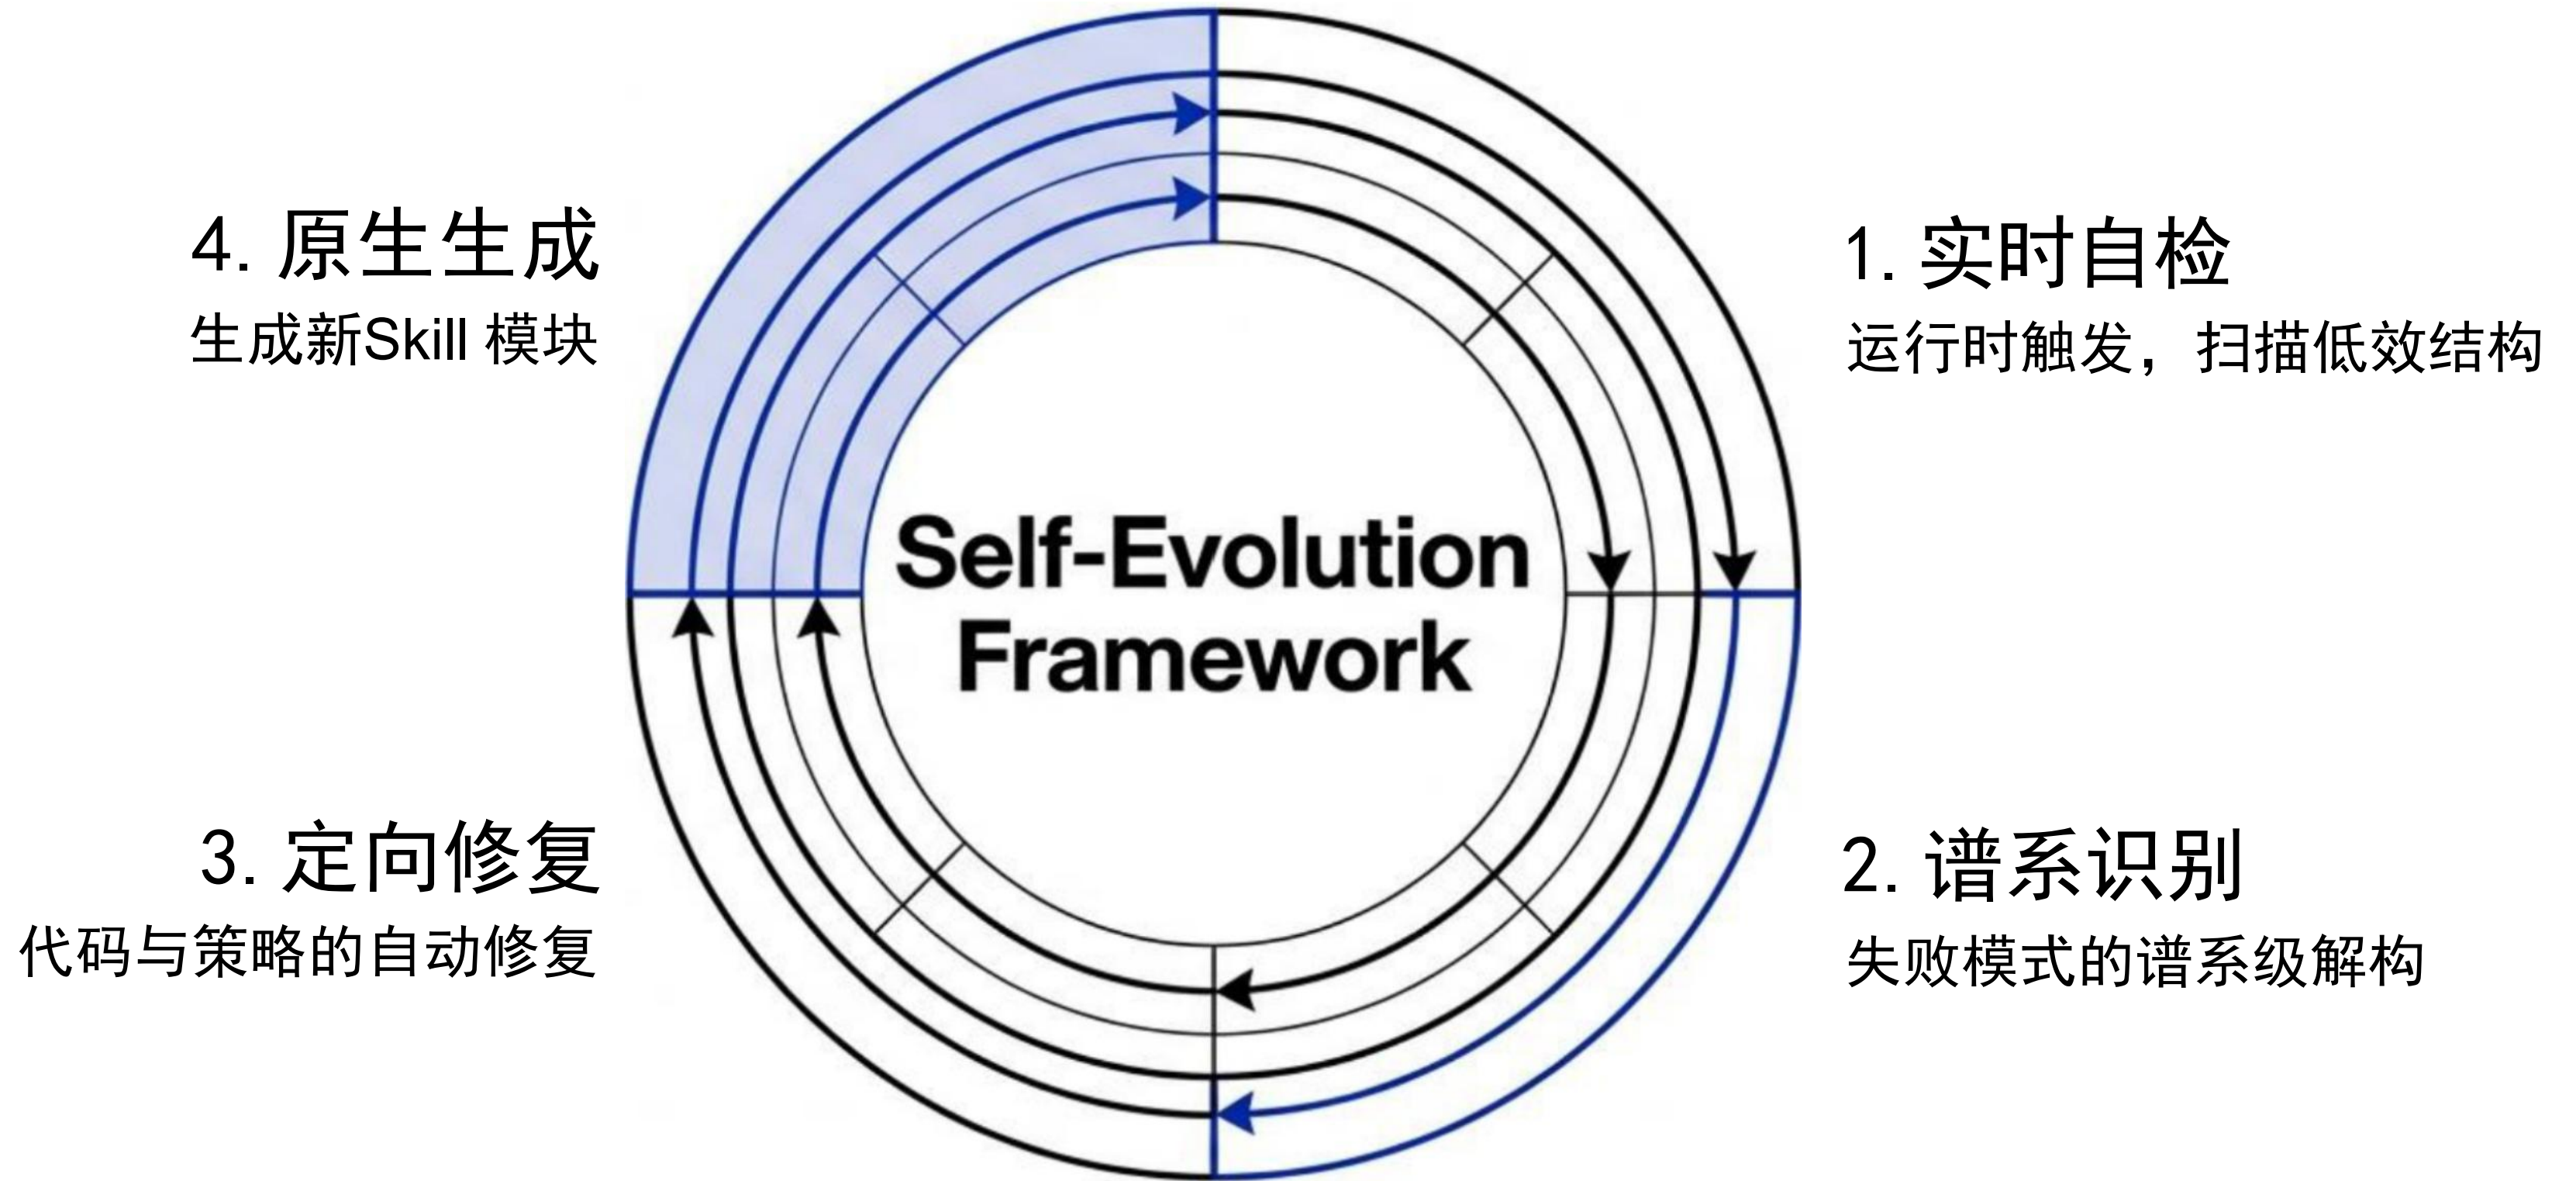 4. 原生生成
生成新Skill 模块
1. 实时自检
运行时触发，扫描低效结构
Self-Evolution
Framework
3. 定向修复
代码与策略的自动修复
2. 谱系识别
失败模式的谱系级解构